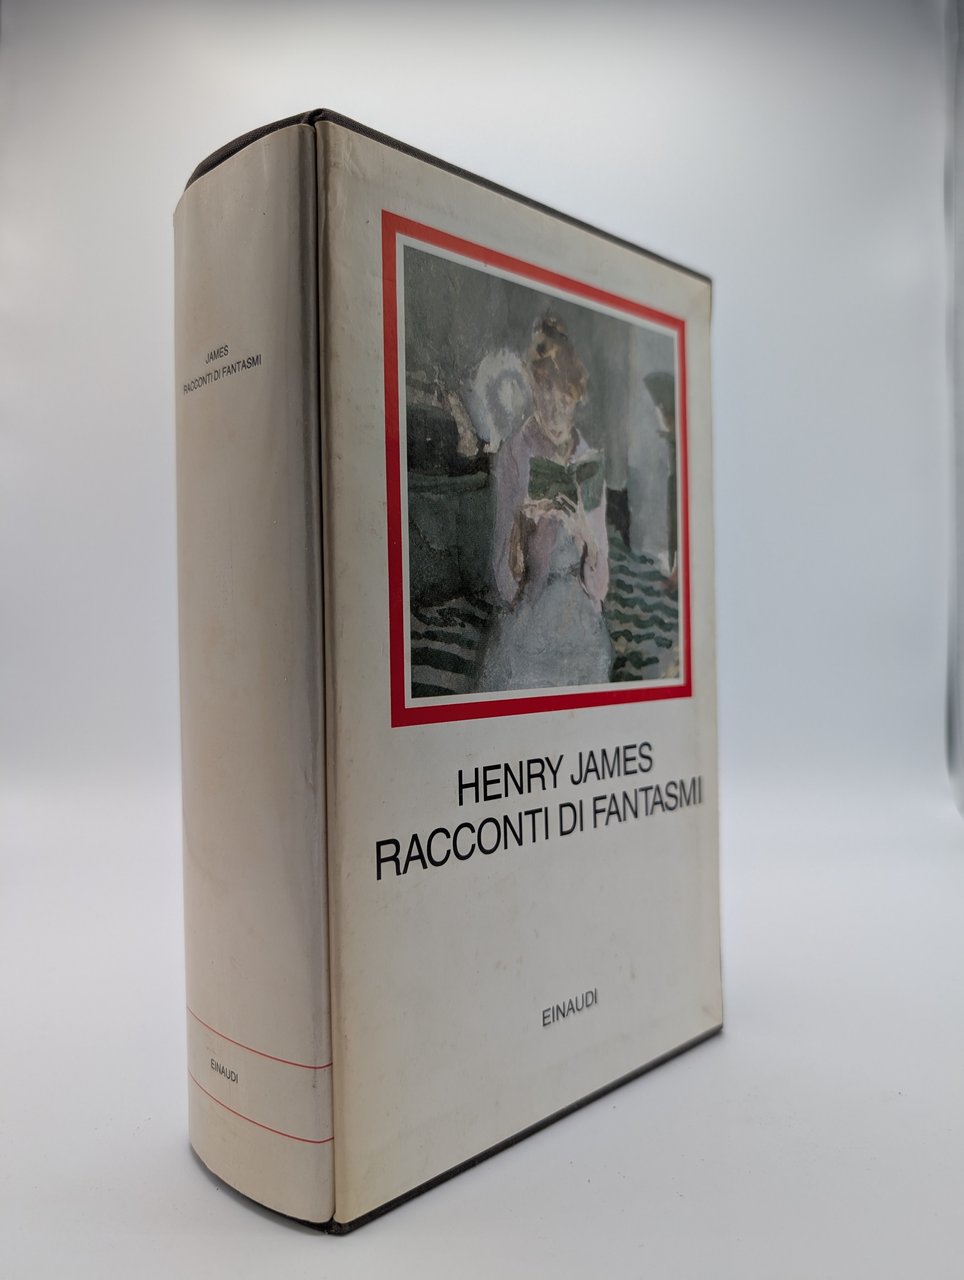 JAMES
RACCONTI DI FANTASMI
EINAUDI
HENRY JAMES
RACCONTI DI FANTASMI
EINAUDI